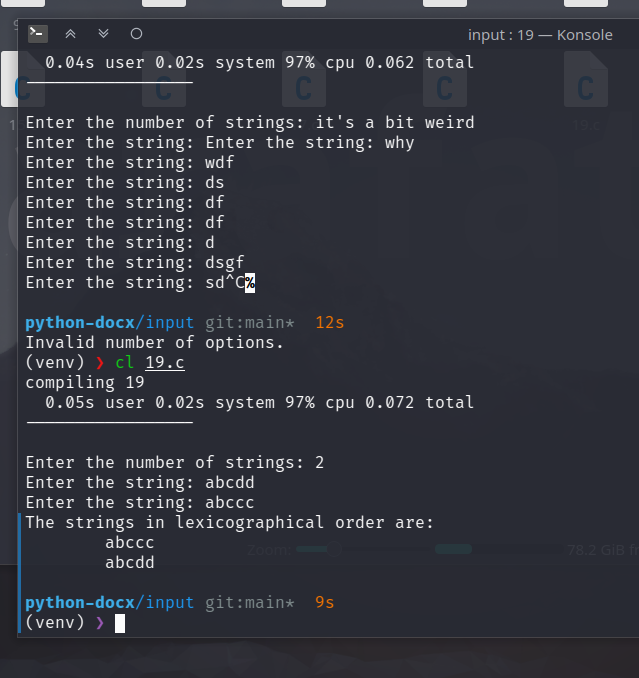 input : 19 — Konsole
0.04s user 0.02s system 97% cpu 0.062 total
Enter the number of strings: it's a bit weird
Enter the string: Enter the string: why
Enter the string: wdf
Enter the string: ds
Enter the string: df
Enter the string: df
Enter the string: d
Enter the string: dsgf
Enter the string: sd^C%
python-docx/input git:main* 12s
Invalid number of options.
(venv) ❯ cl 19.c
compiling 19
0.05s user 0.02s system 97% cpu 0.072 total
Enter the number of strings: 2
Enter the string: abcdd
Enter the string: abccc
The strings in lexicographical order are:
abccc
abcdd
Zoom: 78.2 GiB fr
python-docx/input git:main* 9s
(venv) ❯